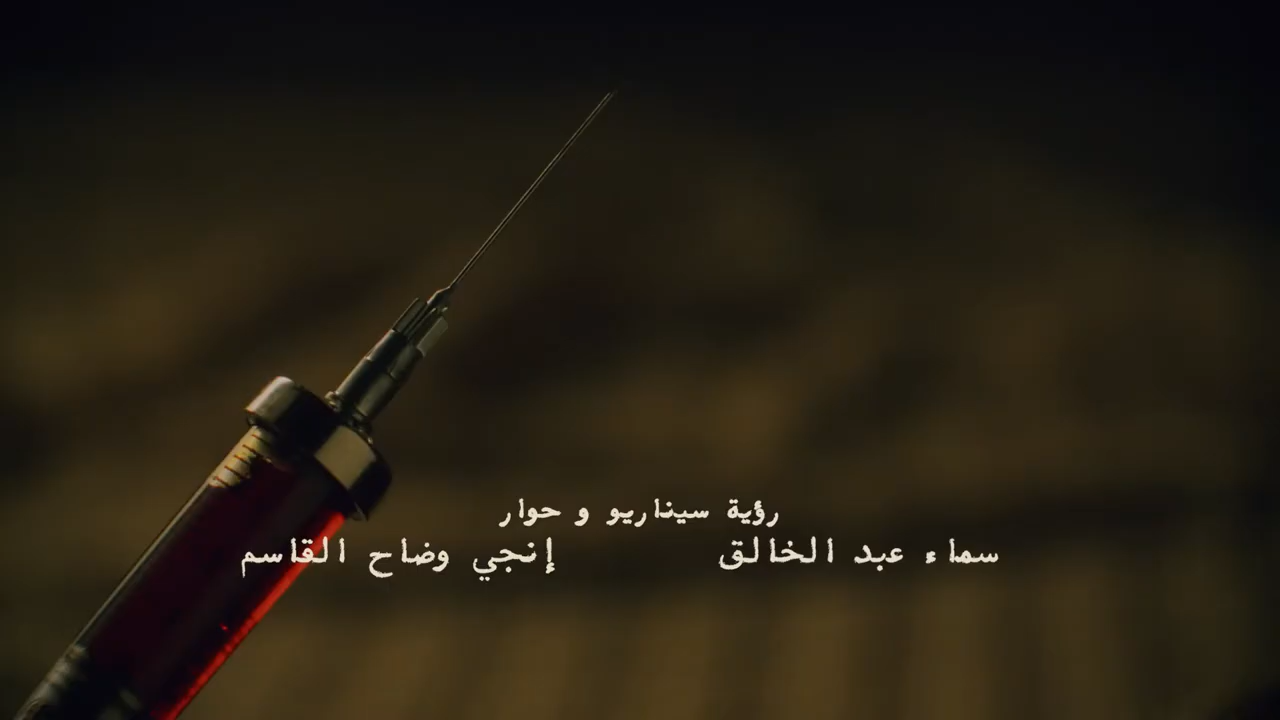 رؤية سيناريو و حوار
سماء عبد الخالق إنجي وضاح القاسم